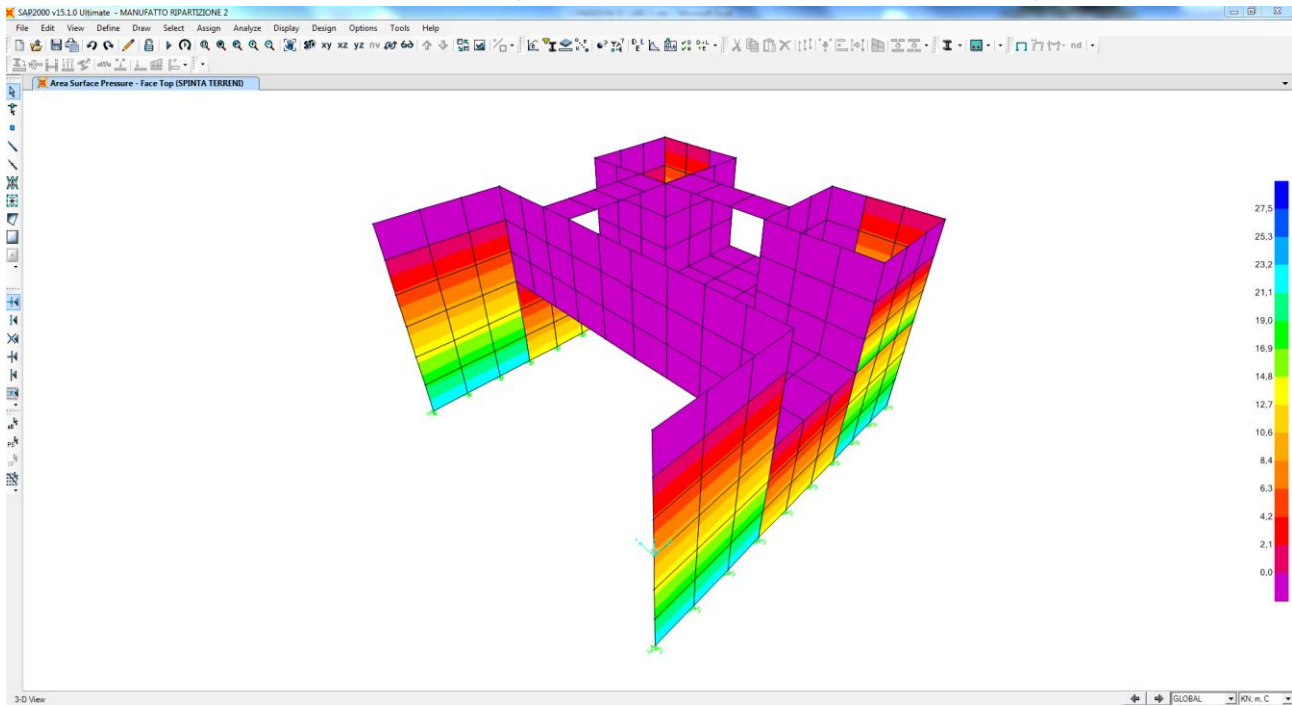 SAP2000 v15.1.0 Ultimate - MANUFATTO RIPARTIZIONE 2
File Edit View Define Draw Select Assign Analyze Display Design Options Tools Help
xy xz yz nv
nd
Area Surface Pressure - Face Top (SPINTA TERRENI)
27,5
25,3
23,2
21,1
19,0
16,9
14,8
12,7
10,6
8,4
6,3
4,2
2,1
0,0
3-D View
GLOBAL
KN, m, C